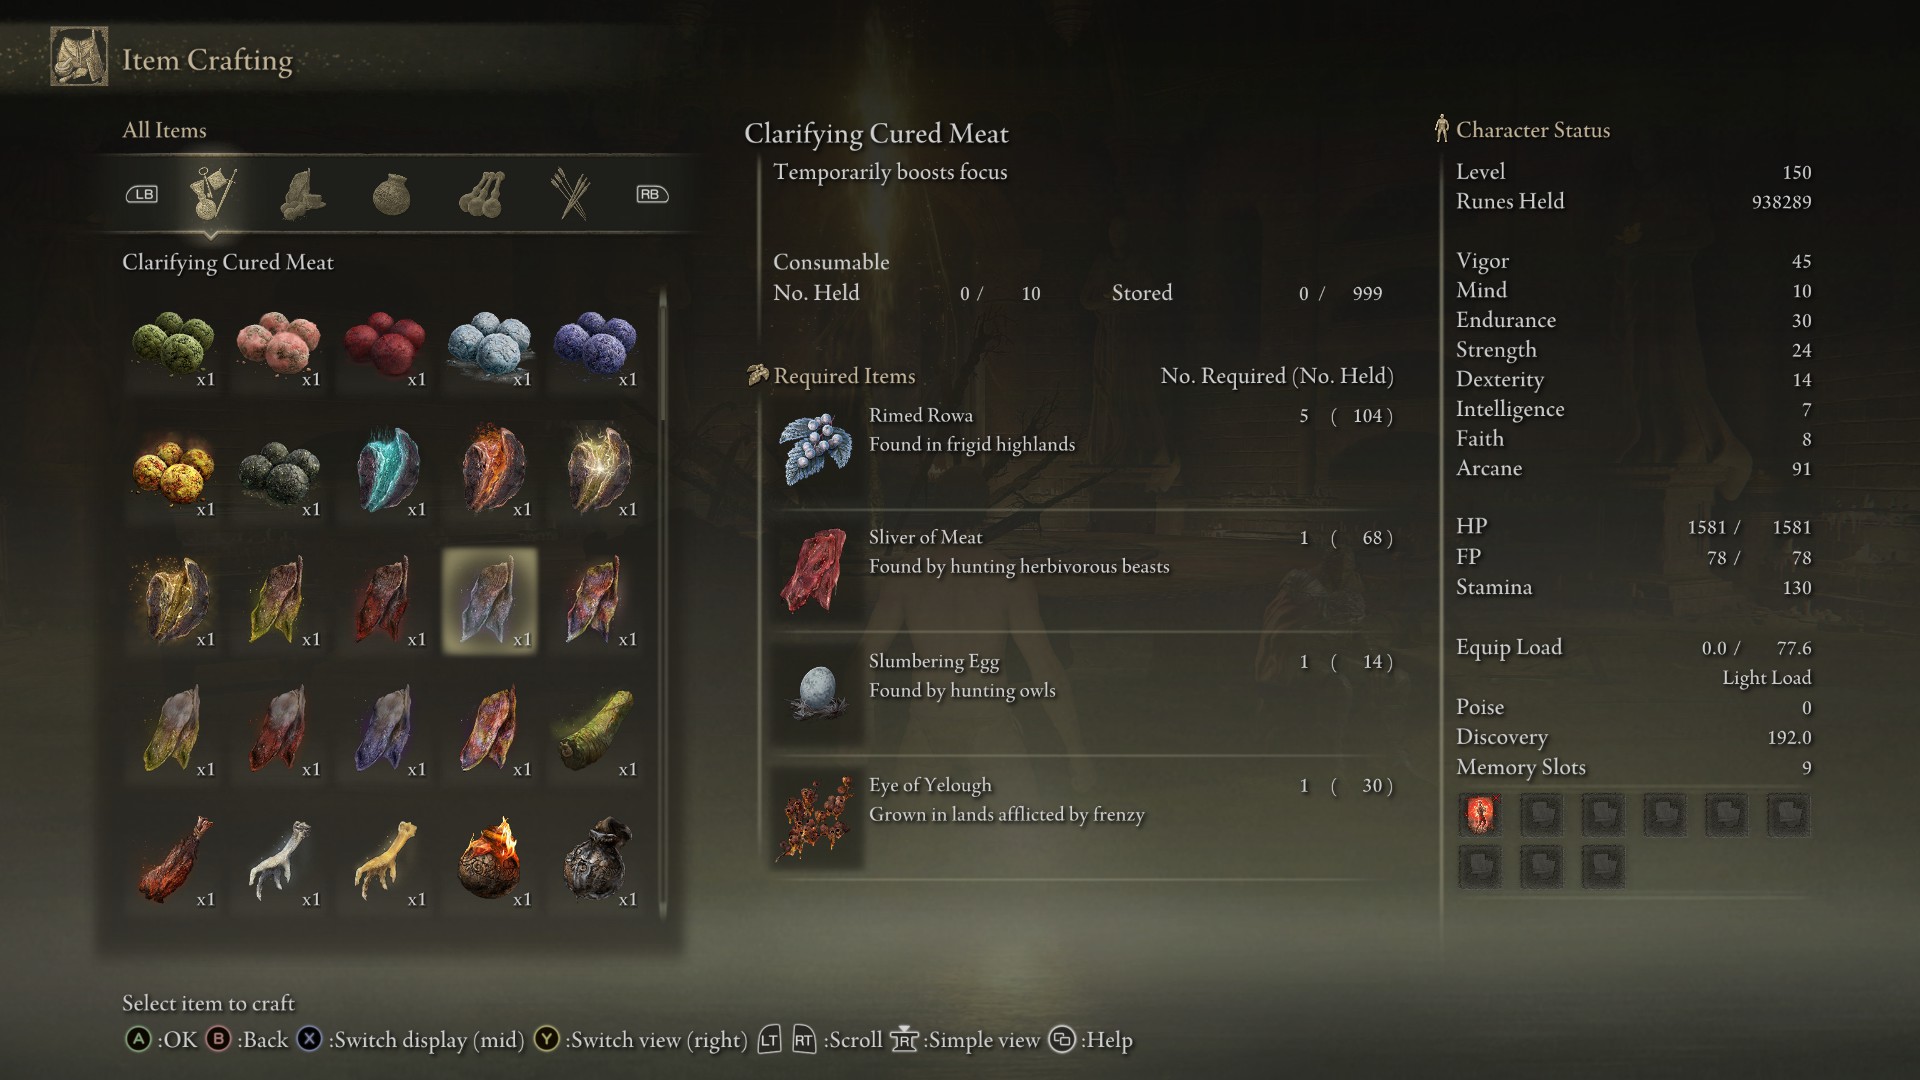 Item Crafting
All Items
LB
RB
Clarifying Cured Meat
x1 x1 x1 x1 x1
x1 x1 x1 x1 x1
x1 x1 x1 x1 x1
x1 x1 x1 x1 x1
x1 x1 x1 x1 x1
Clarifying Cured Meat
Temporarily boosts focus
Consumable
No. Held 0 / 10 Stored 0 / 999
Required Items No. Required (No. Held)
Rimed Rowa 5 ( 104 )
Found in frigid highlands
Sliver of Meat 1 ( 68 )
Found by hunting herbivorous beasts
Slumbering Egg 1 ( 14 )
Found by hunting owls
Eye of Yelough 1 ( 30 )
Grown in lands afflicted by frenzy
Character Status
Level 150
Runes Held 938289
Vigor 45
Mind 10
Endurance 30
Strength 24
Dexterity 14
Intelligence 7
Faith 8
Arcane 91
HP 1581 / 1581
FP 78 / 78
Stamina 130
Equip Load 0.0 / 77.6
Light Load
Poise 0
Discovery 192.0
Memory Slots 9
Select item to craft
A :OK B :Back X :Switch display (mid) Y :Switch view (right) LT RT :Scroll R :Simple view :Help